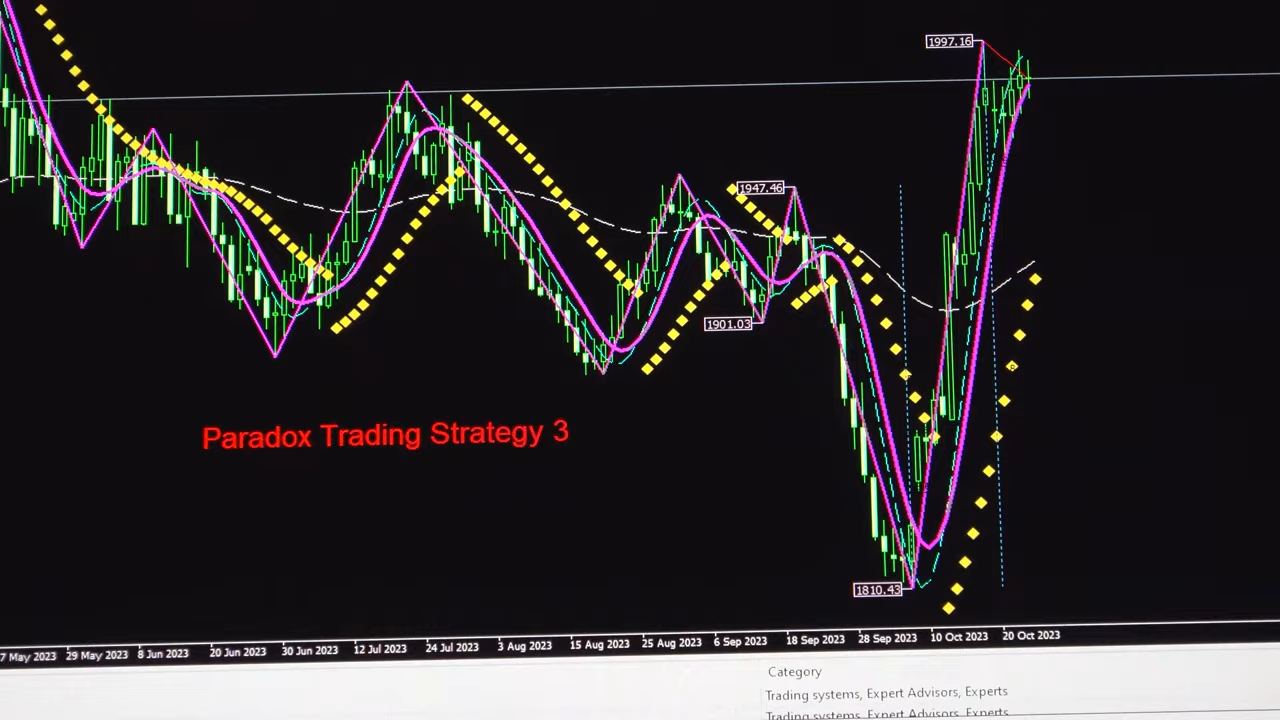 1997.16
1947.46
1901.03
Paradox Trading Strategy 3
1810.43
7 May 2023 29 May 2023 8 Jun 2023 20 Jun 2023 30 Jun 2023 12 Jul 2023 24 Jul 2023 3 Aug 2023 15 Aug 2023 25 Aug 2023 6 Sep 2023 18 Sep 2023 28 Sep 2023 10 Oct 2023 20 Oct 2023
Category
Trading systems, Expert Advisors, Experts
Trading systems, Expert Advisors, Experts